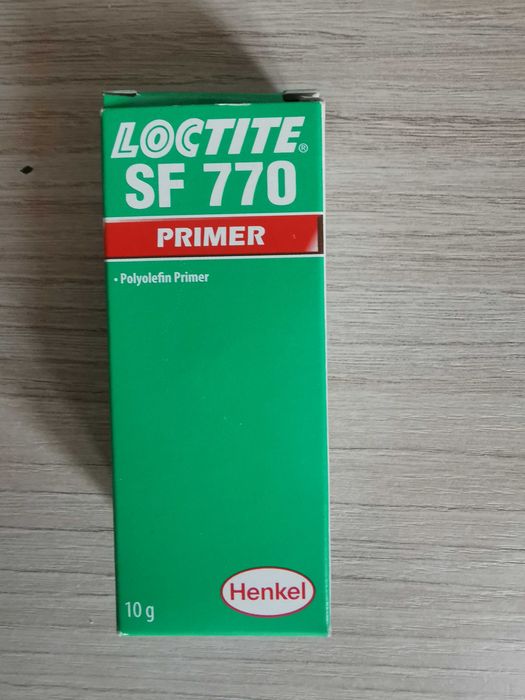 LOCTITE®
SF 770
PRIMER
• Polyolefin Primer
Henkel
10 g